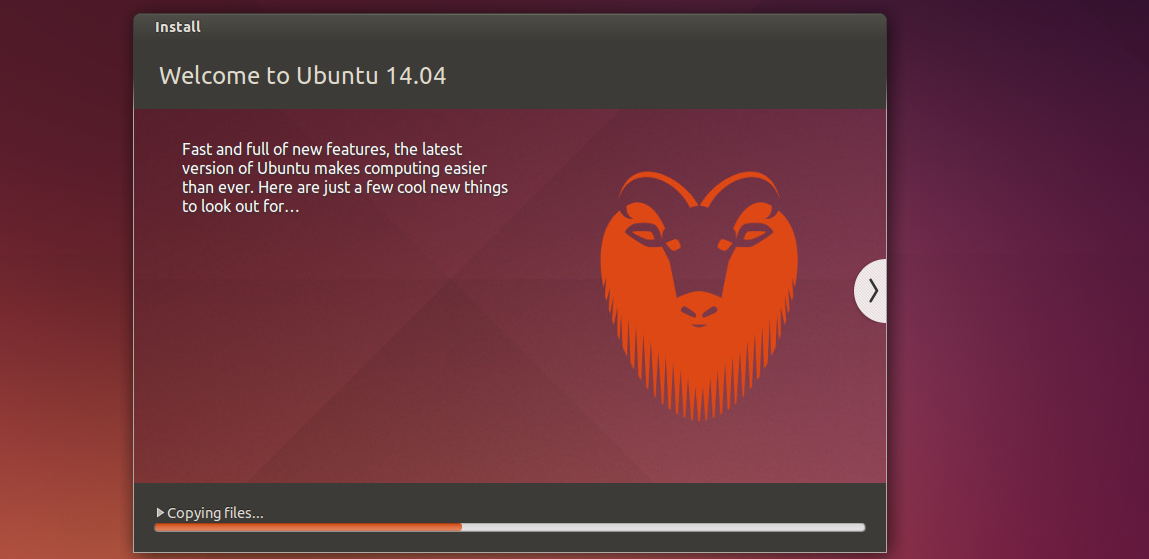 Install
Welcome to Ubuntu 14.04
Fast and full of new features, the latest
version of Ubuntu makes computing easier
than ever. Here are just a few cool new things
to look out for...
Copying files...